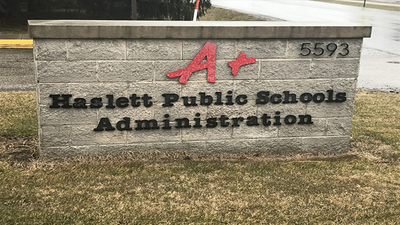 5593
A+
Haslett Public Schools
Administration